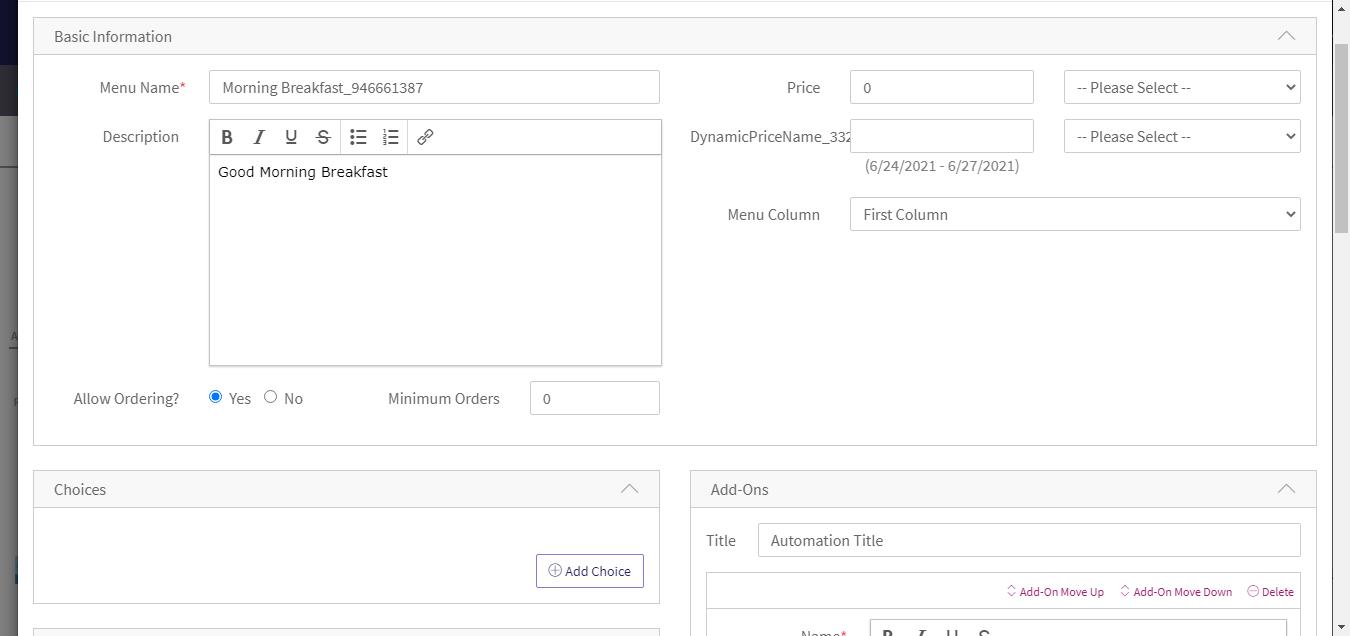 Basic Information
Menu Name*
Morning Breakfast_946661387
Price
0
-- Please Select --
Description
B I U S
Good Morning Breakfast
DynamicPriceName_332
-- Please Select --
(6/24/2021 - 6/27/2021)
Menu Column
First Column
Allow Ordering?
Yes
No
Minimum Orders
0
Choices
Add Choice
Add-Ons
Title
Automation Title
Add-On Move Up
Add-On Move Down
Delete
Name*
B I U S